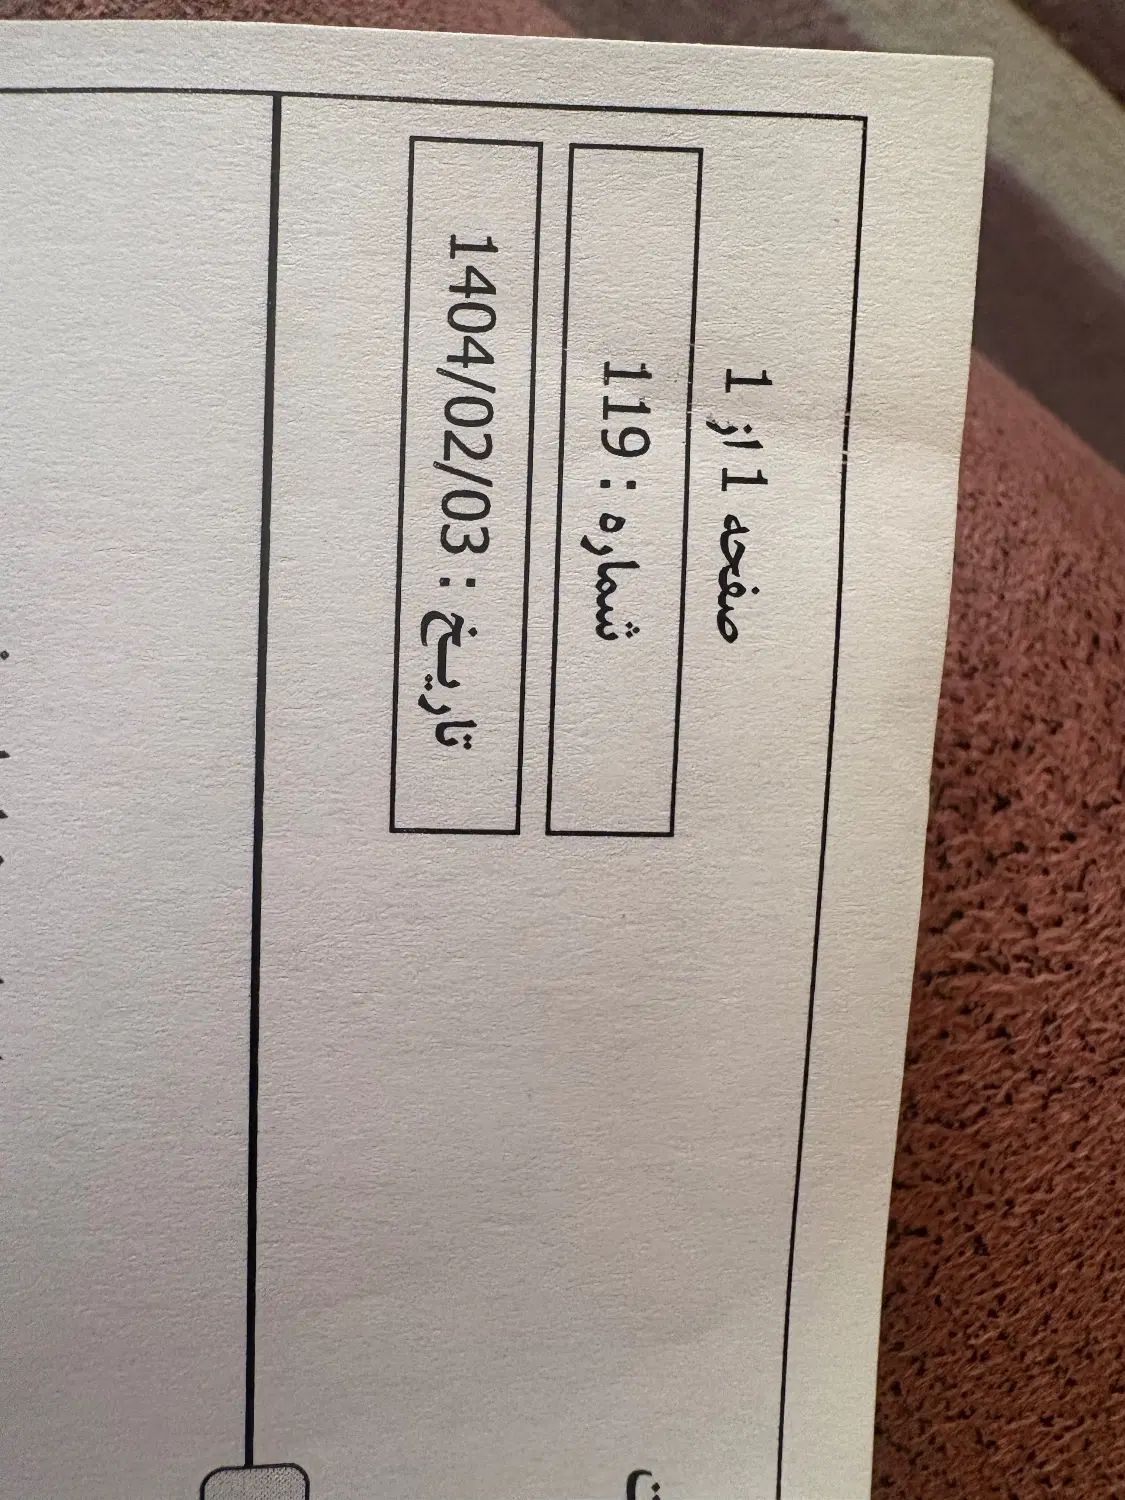 صفحه 1 از 1
شماره : 119
تاریخ : 1404/02/03